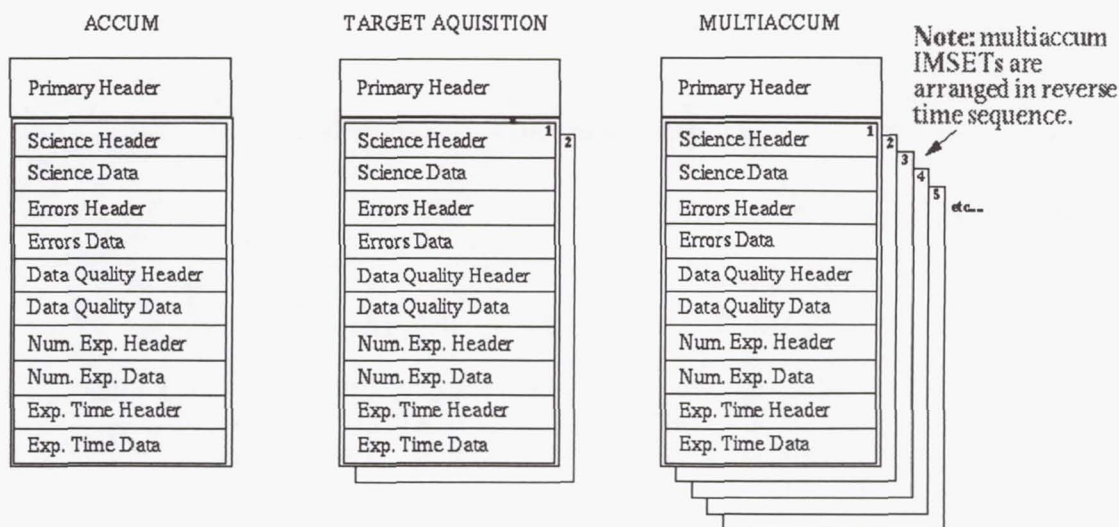 ACCUM
Primary Header
Science Header
Science Data
Errors Header
Errors Data
Data Quality Header
Data Quality Data
Num. Exp. Header
Num. Exp. Data
Exp. Time Header
Exp. Time Data
TARGET AQUISITION
Primary Header
Science Header 1
2
Science Data
Errors Header
Errors Data
Data Quality Header
Data Quality Data
Num. Exp. Header
Num. Exp. Data
Exp. Time Header
Exp. Time Data
MULTIACCUM
Primary Header
Science Header 1
2
3
4
5
etc...
Science Data
Errors Header
Errors Data
Data Quality Header
Data Quality Data
Num. Exp. Header
Num. Exp. Data
Exp. Time Header
Exp. Time Data
Note: multiaccum
IMSETs are
arranged in reverse
time sequence.